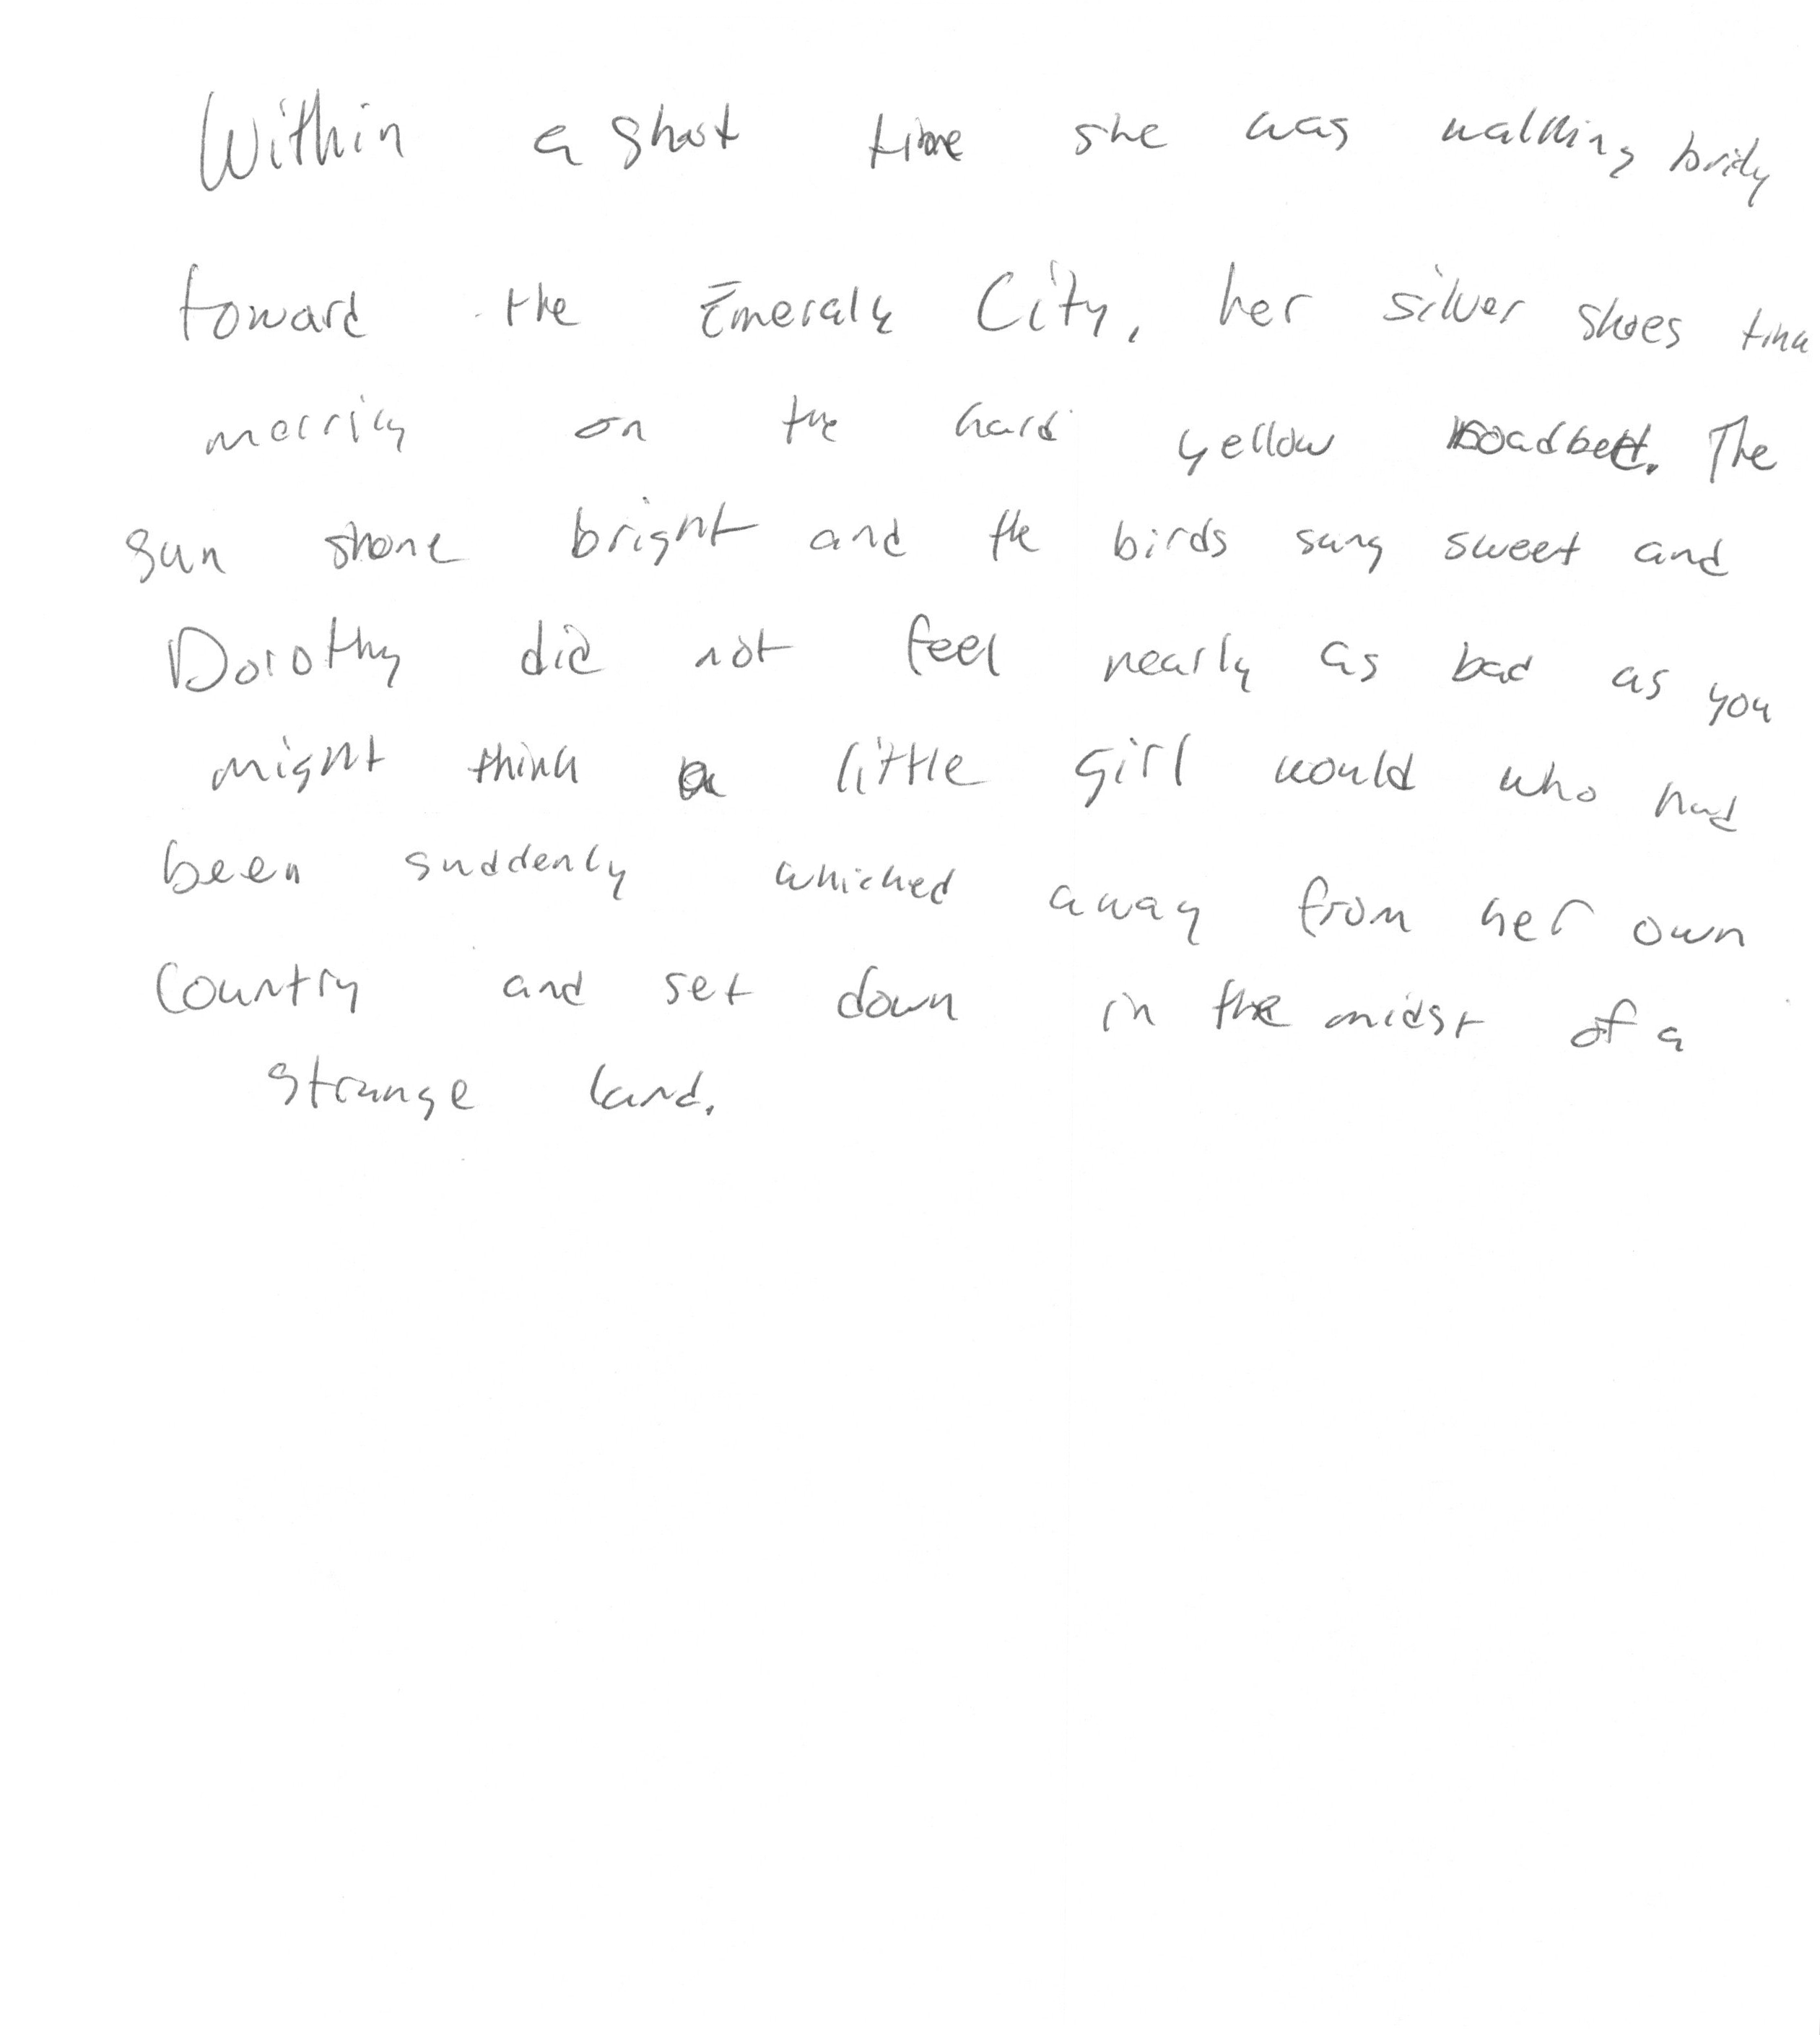 Within a short time she was walking briskly
toward the Emerald City, her silver shoes tink
merrily on the hard yellow roadbed. The
sun shone bright and the birds sung sweet and
Dorothy did not feel nearly as bad as you
might think a little girl would who had
been suddenly whicked away from her own
country and set down in the midst of a
strange land.